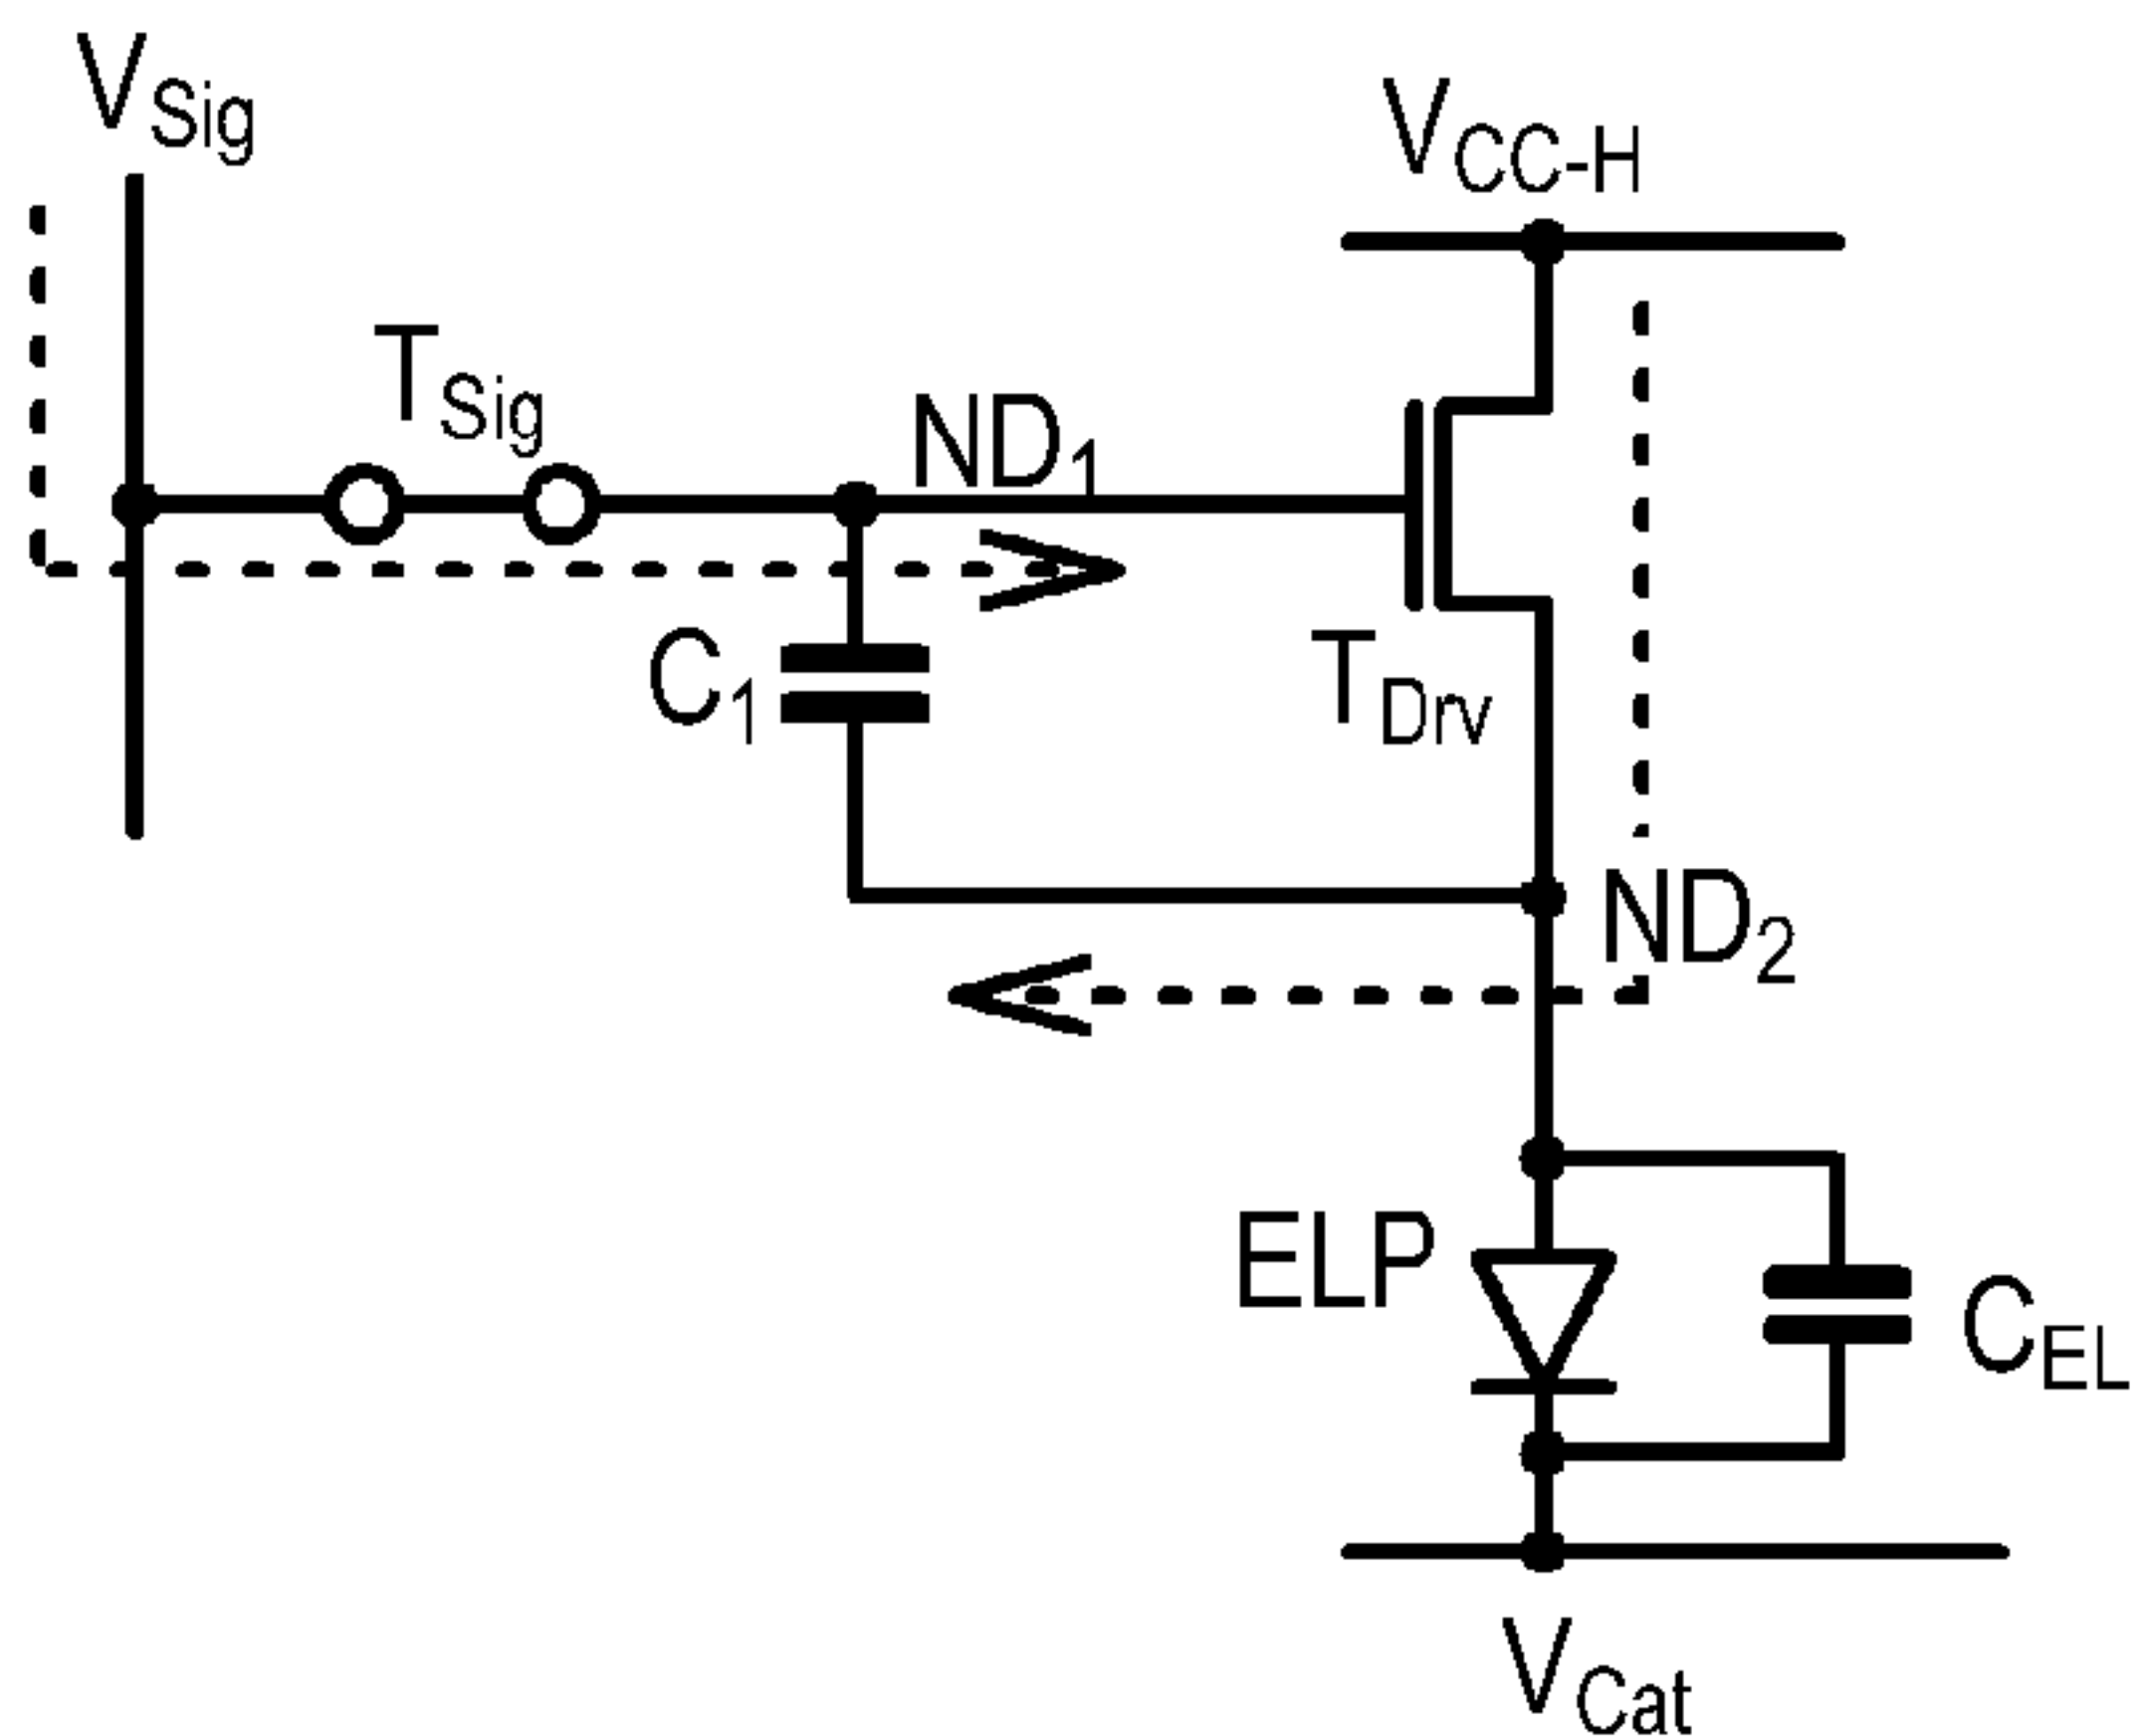 VSig
VCC-H
TSig
ND1
C1
TDrv
ND2
ELP
CEL
VCat